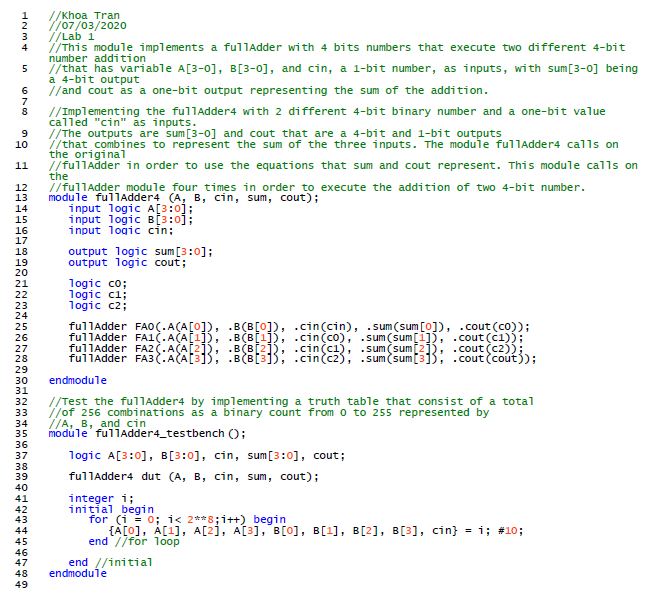 1 //Khoa Tran
2 //07/03/2020
3 //Lab 1
4 //This module implements a fullAdder with 4 bits numbers that execute two different 4-bit
number addition
5 //that has variable A[3-0], B[3-0], and cin, a 1-bit number, as inputs, with sum[3-0] being
a 4-bit output
6 //and cout as a one-bit output representing the sum of the addition.
7
8 //Implementing the fullAdder4 with 2 different 4-bit binary number and a one-bit value
called "cin" as inputs.
9 //The outputs are sum[3-0] and cout that are a 4-bit and 1-bit outputs
10 //that combines to represent the sum of the three inputs. The module fullAdder4 calls on
the original
11 //fullAdder in order to use the equations that sum and cout represent. This module calls on
the
12 //fullAdder module four times in order to execute the addition of two 4-bit number.
13 module fullAdder4 (A, B, cin, sum, cout);
14 input logic A[3:0];
15 input logic B[3:0];
16 input logic cin;
17
18 output logic sum[3:0];
19 output logic cout;
20
21 logic c0;
22 logic c1;
23 logic c2;
24
25 fullAdder FA0(.A(A[0]), .B(B[0]), .cin(cin), .sum(sum[0]), .cout(c0));
26 fullAdder FA1(.A(A[1]), .B(B[1]), .cin(c0), .sum(sum[1]), .cout(c1));
27 fullAdder FA2(.A(A[2]), .B(B[2]), .cin(c1), .sum(sum[2]), .cout(c2));
28 fullAdder FA3(.A(A[3]), .B(B[3]), .cin(c2), .sum(sum[3]), .cout(cout));
29
30 endmodule
31
32 //Test the fullAdder4 by implementing a truth table that consist of a total
33 //of 256 combinations as a binary count from 0 to 255 represented by
34 //A, B, and cin
35 module fullAdder4_testbench();
36
37 logic A[3:0], B[3:0], cin, sum[3:0], cout;
38
39 fullAdder4 dut (A, B, cin, sum, cout);
40
41 integer i;
42 initial begin
43 for (i = 0; i< 2**8;i++) begin
44 {A[0], A[1], A[2], A[3], B[0], B[1], B[2], B[3], cin} = i; #10;
45 end //for loop
46
47 end //initial
48 endmodule
49